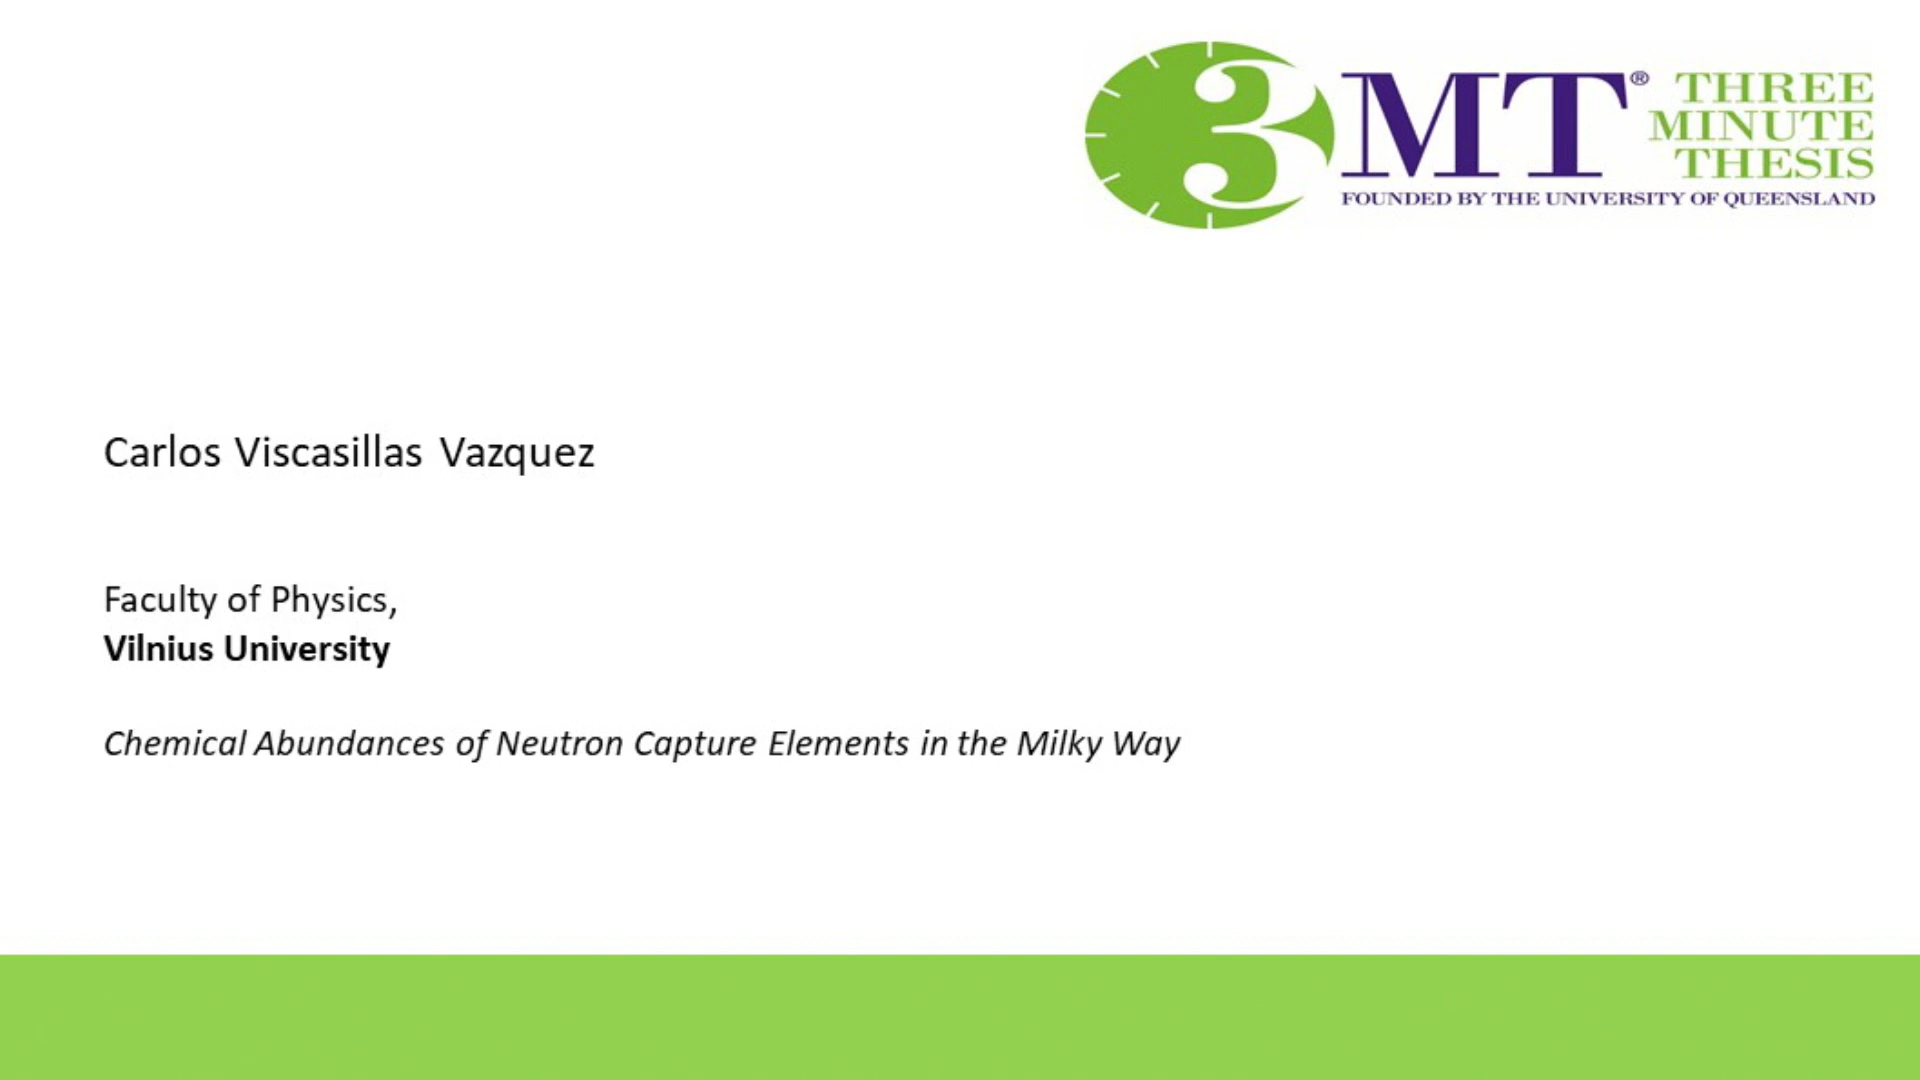 3MT® THREE
MINUTE
THESIS
FOUNDED BY THE UNIVERSITY OF QUEENSLAND
Carlos Viscasillas Vazquez
Faculty of Physics,
Vilnius University
Chemical Abundances of Neutron Capture Elements in the Milky Way